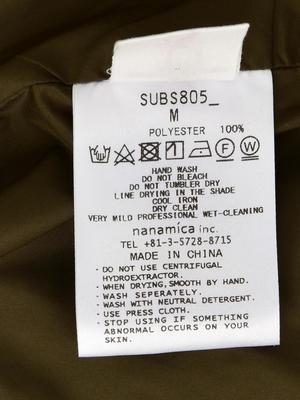 SUBS805_
M
POLYESTER 100%
F W
HAND WASH
DO NOT BLEACH
DO NOT TUMBLER DRY
LINE DRYING IN THE SHADE
COOL IRON
DRY CLEAN
VERY MILD PROFESSIONAL WET-CLEANING
nanamica inc.
TEL +81-3-5728-8715
MADE IN CHINA
- DO NOT USE CENTRIFUGAL
HYDROEXTRACTOR.
- WHEN DRYING, SMOOTH BY HAND.
- WASH SEPERATELY.
- WASH WITH NEUTRAL DETERGENT.
- USE PRESS CLOTH.
- STOP USING IF SOMETHING
ABNORMAL OCCURS ON YOUR
SKIN.